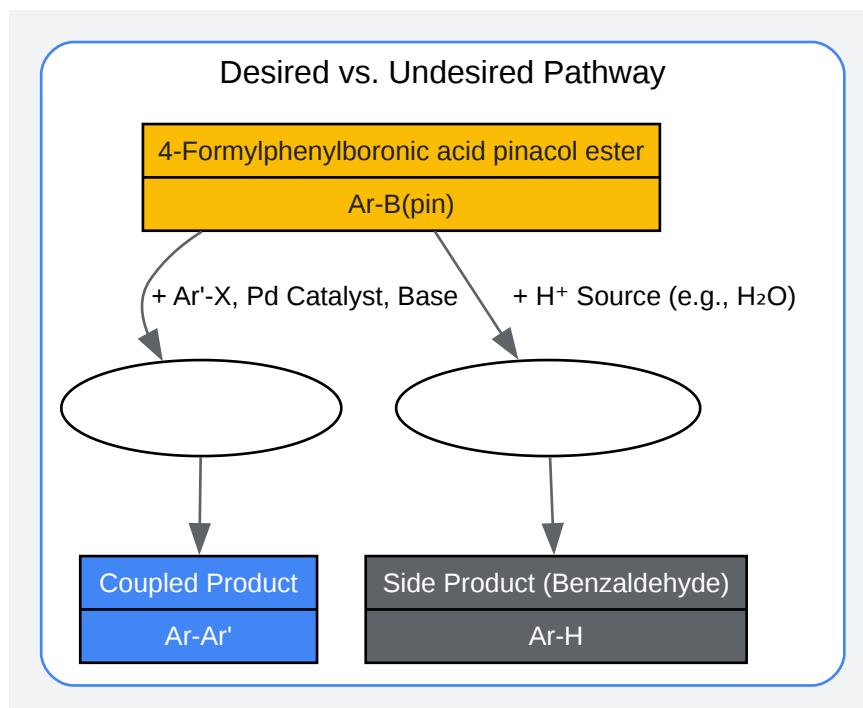 Desired vs. Undesired Pathway
4-Formylphenylboronic acid pinacol ester
Ar-B(pin)
+ Ar'-X, Pd Catalyst, Base
+ H⁺ Source (e.g., H₂O)
Coupled Product
Side Product (Benzaldehyde)
Ar-Ar'
Ar-H